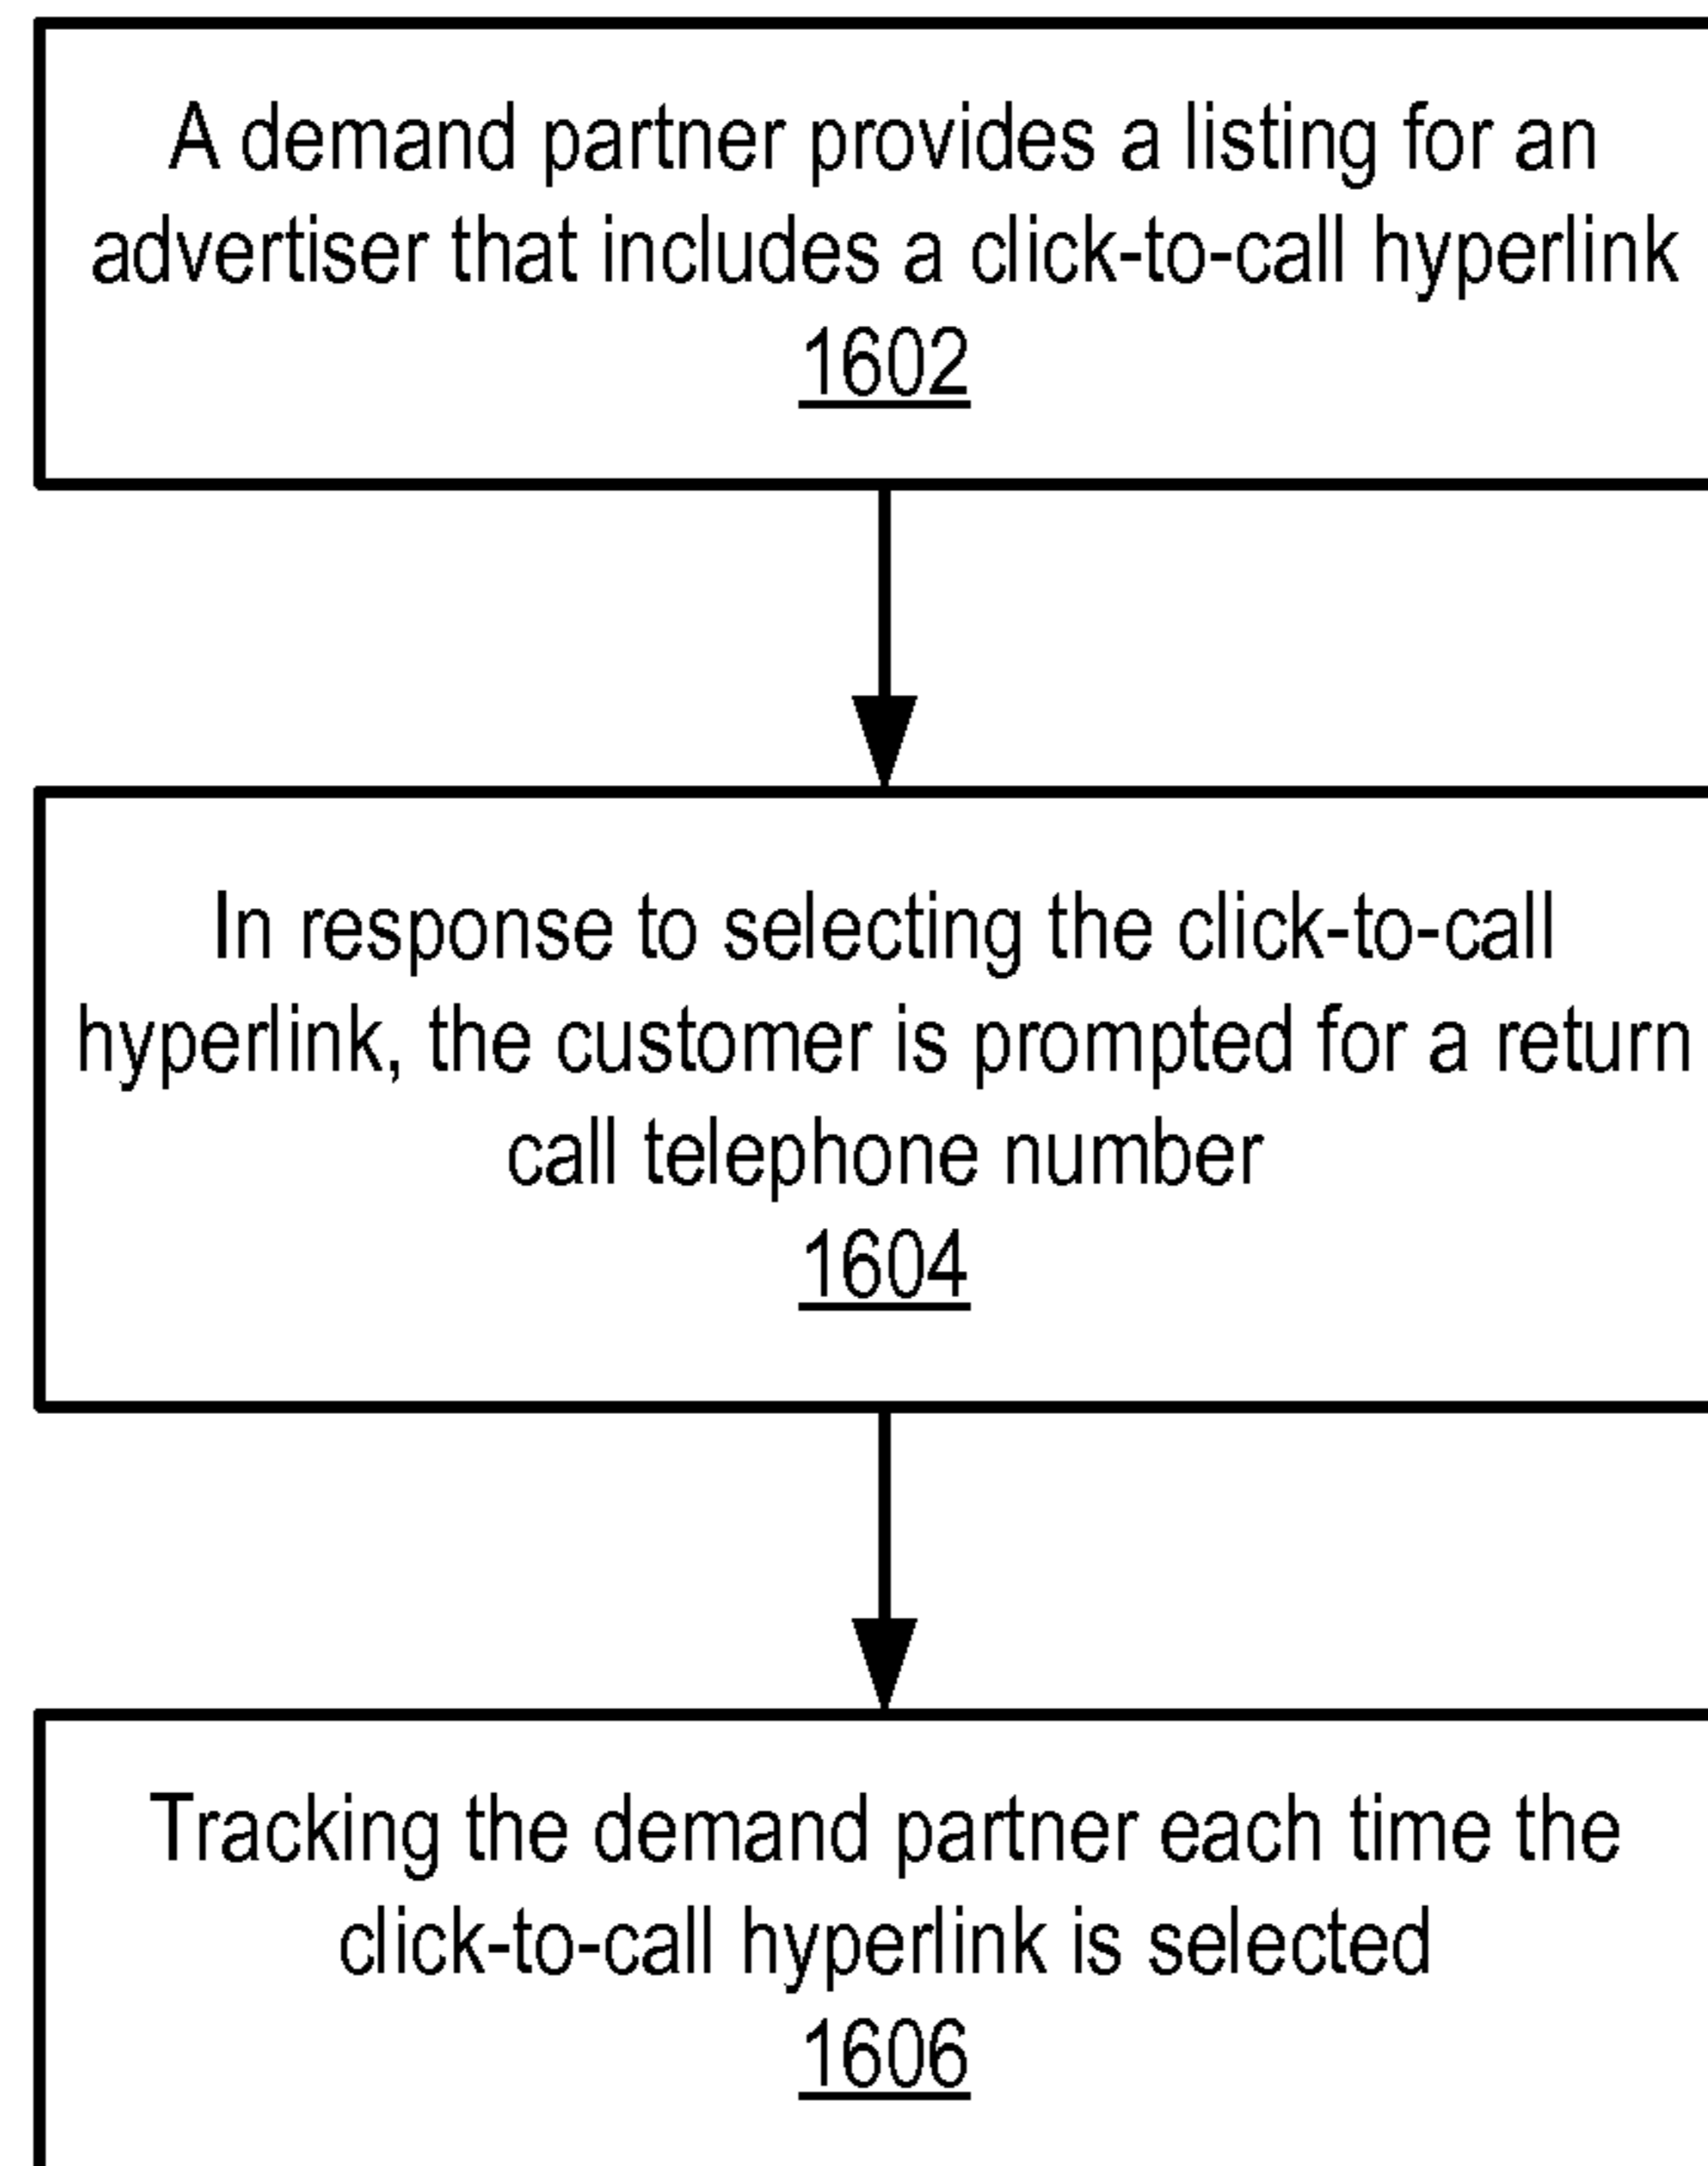 A demand partner provides a listing for an
advertiser that includes a click-to-call hyperlink
1602
In response to selecting the click-to-call
hyperlink, the customer is prompted for a return
call telephone number
1604
Tracking the demand partner each time the
click-to-call hyperlink is selected
1606